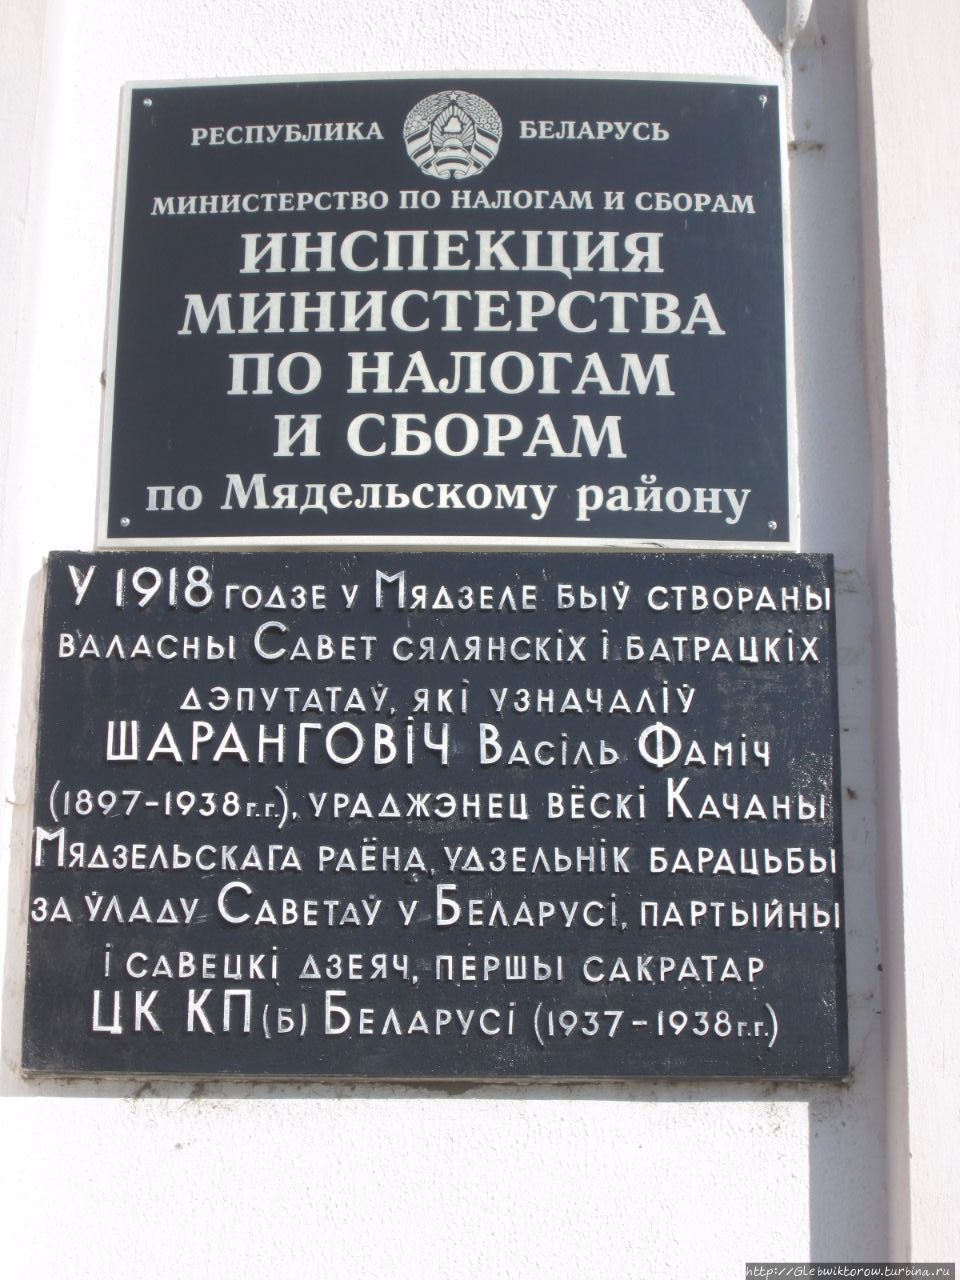 РЕСПУБЛИКА БЕЛАРУСЬ
МИНИСТЕРСТВО ПО НАЛОГАМ И СБОРАМ
ИНСПЕКЦИЯ
МИНИСТЕРСТВА
ПО НАЛОГАМ
И СБОРАМ
по Мядельскому району
У 1918 ГОДЗЕ У МЯДЗЕЛЕ БЫЎ СТВОРАНЫ
ВАЛАСНЫ САВЕТ СЯЛЯНСКІХ І БАТРАЦКІХ
ДЭПУТАТАЎ, ЯКІ УЗНАЧАЛІЎ
ШАРАНГОВІЧ ВАСІЛЬ ФАМІЧ
(1897-1938 г.г.), УРАДЖЭНЕЦ ВЁСКІ КАЧАНЫ
МЯДЗЕЛЬСКАГА РАЁНА, УДЗЕЛЬНІК БАРАЦЬБЫ
ЗА ЎЛАДУ САВЕТАЎ У БЕЛАРУСІ, ПАРТЫЙНЫ
І САВЕЦКІ ДЗЕЯЧ, ПЕРШЫ САКРАТАР
ЦК КП(Б) БЕЛАРУСІ (1937-1938 г.г.)
http://Glebwiktorow.turbina.ru